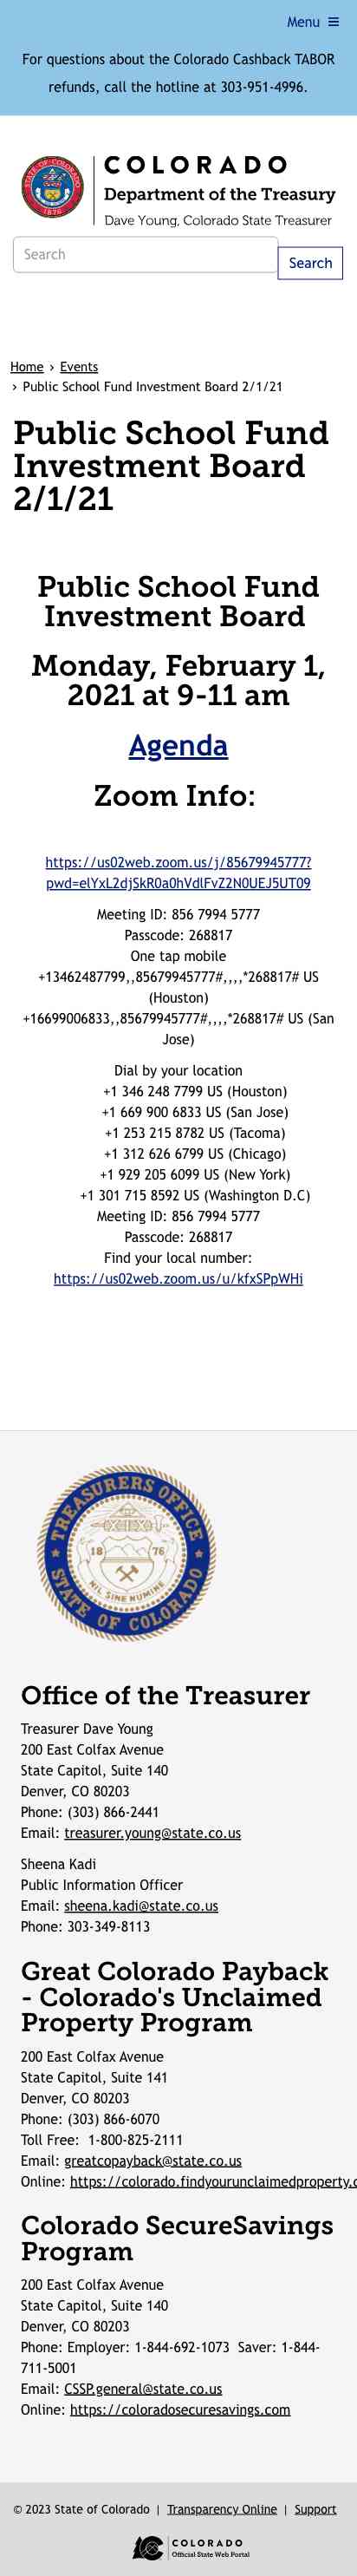 Menu ≡
For questions about the Colorado Cashback TABOR
refunds, call the hotline at 303-951-4996.
STATE OF COLORADO
1876
COLORADO
Department of the Treasury
Dave Young, Colorado State Treasurer
Search
Search
Home › Events
› Public School Fund Investment Board 2/1/21
Public School Fund
Investment Board
2/1/21
Public School Fund
Investment Board
Monday, February 1,
2021 at 9-11 am
Agenda
Zoom Info:
https://us02web.zoom.us/j/85679945777?
pwd=elYxL2djSkR0a0hVdlFvZ2N0UEJ5UT09
Meeting ID: 856 7994 5777
Passcode: 268817
One tap mobile
+13462487799,,85679945777#,,,,*268817# US
(Houston)
+16699006833,,85679945777#,,,,*268817# US (San
Jose)
Dial by your location
+1 346 248 7799 US (Houston)
+1 669 900 6833 US (San Jose)
+1 253 215 8782 US (Tacoma)
+1 312 626 6799 US (Chicago)
+1 929 205 6099 US (New York)
+1 301 715 8592 US (Washington D.C)
Meeting ID: 856 7994 5777
Passcode: 268817
Find your local number:
https://us02web.zoom.us/u/kfxSPpWHi
TREASURERS OFFICE
1876
NIL SINE NUMINE
STATE OF COLORADO
Office of the Treasurer
Treasurer Dave Young
200 East Colfax Avenue
State Capitol, Suite 140
Denver, CO 80203
Phone: (303) 866-2441
Email: treasurer.young@state.co.us
Sheena Kadi
Public Information Officer
Email: sheena.kadi@state.co.us
Phone: 303-349-8113
Great Colorado Payback
- Colorado's Unclaimed
Property Program
200 East Colfax Avenue
State Capitol, Suite 141
Denver, CO 80203
Phone: (303) 866-6070
Toll Free:  1-800-825-2111
Email: greatcopayback@state.co.us
Online: https://colorado.findyourunclaimedproperty.c
Colorado SecureSavings
Program
200 East Colfax Avenue
State Capitol, Suite 140
Denver, CO 80203
Phone: Employer: 1-844-692-1073  Saver: 1-844-
711-5001
Email: CSSP.general@state.co.us
Online: https://coloradosecuresavings.com
© 2023 State of Colorado | Transparency Online | Support
COLORADO
Official State Web Portal